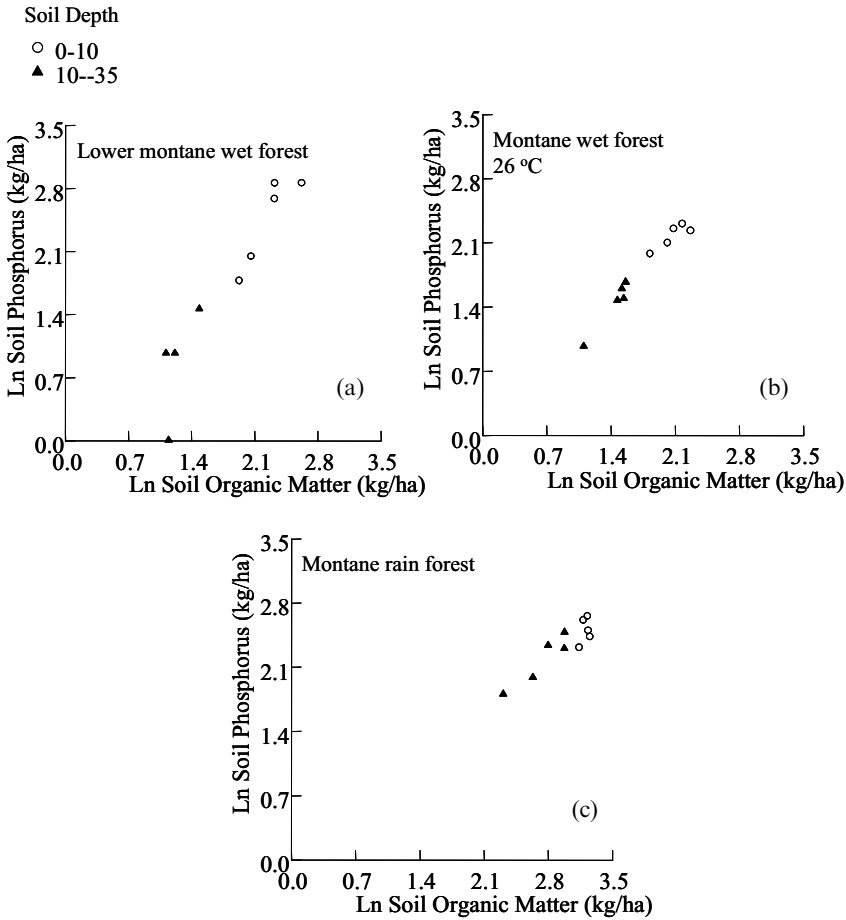 Soil Depth
0-10
10--35
Lower montane wet forest
Ln Soil Phosphorus (kg/ha)
3.5
2.8
2.1
1.4
0.7
0.0
(a)
0.0 0.7 1.4 2.1 2.8 3.5
Ln Soil Organic Matter (kg/ha)
Montane wet forest
26 ºC
Ln Soil Phosphorus (kg/ha)
3.5
2.8
2.1
1.4
0.7
0.0
(b)
0.0 0.7 1.4 2.1 2.8 3.5
Ln Soil Organic Matter (kg/ha)
Montane rain forest
Ln Soil Phosphorus (kg/ha)
3.5
2.8
2.1
1.4
0.7
0.0
(c)
0.0 0.7 1.4 2.1 2.8 3.5
Ln Soil Organic Matter (kg/ha)